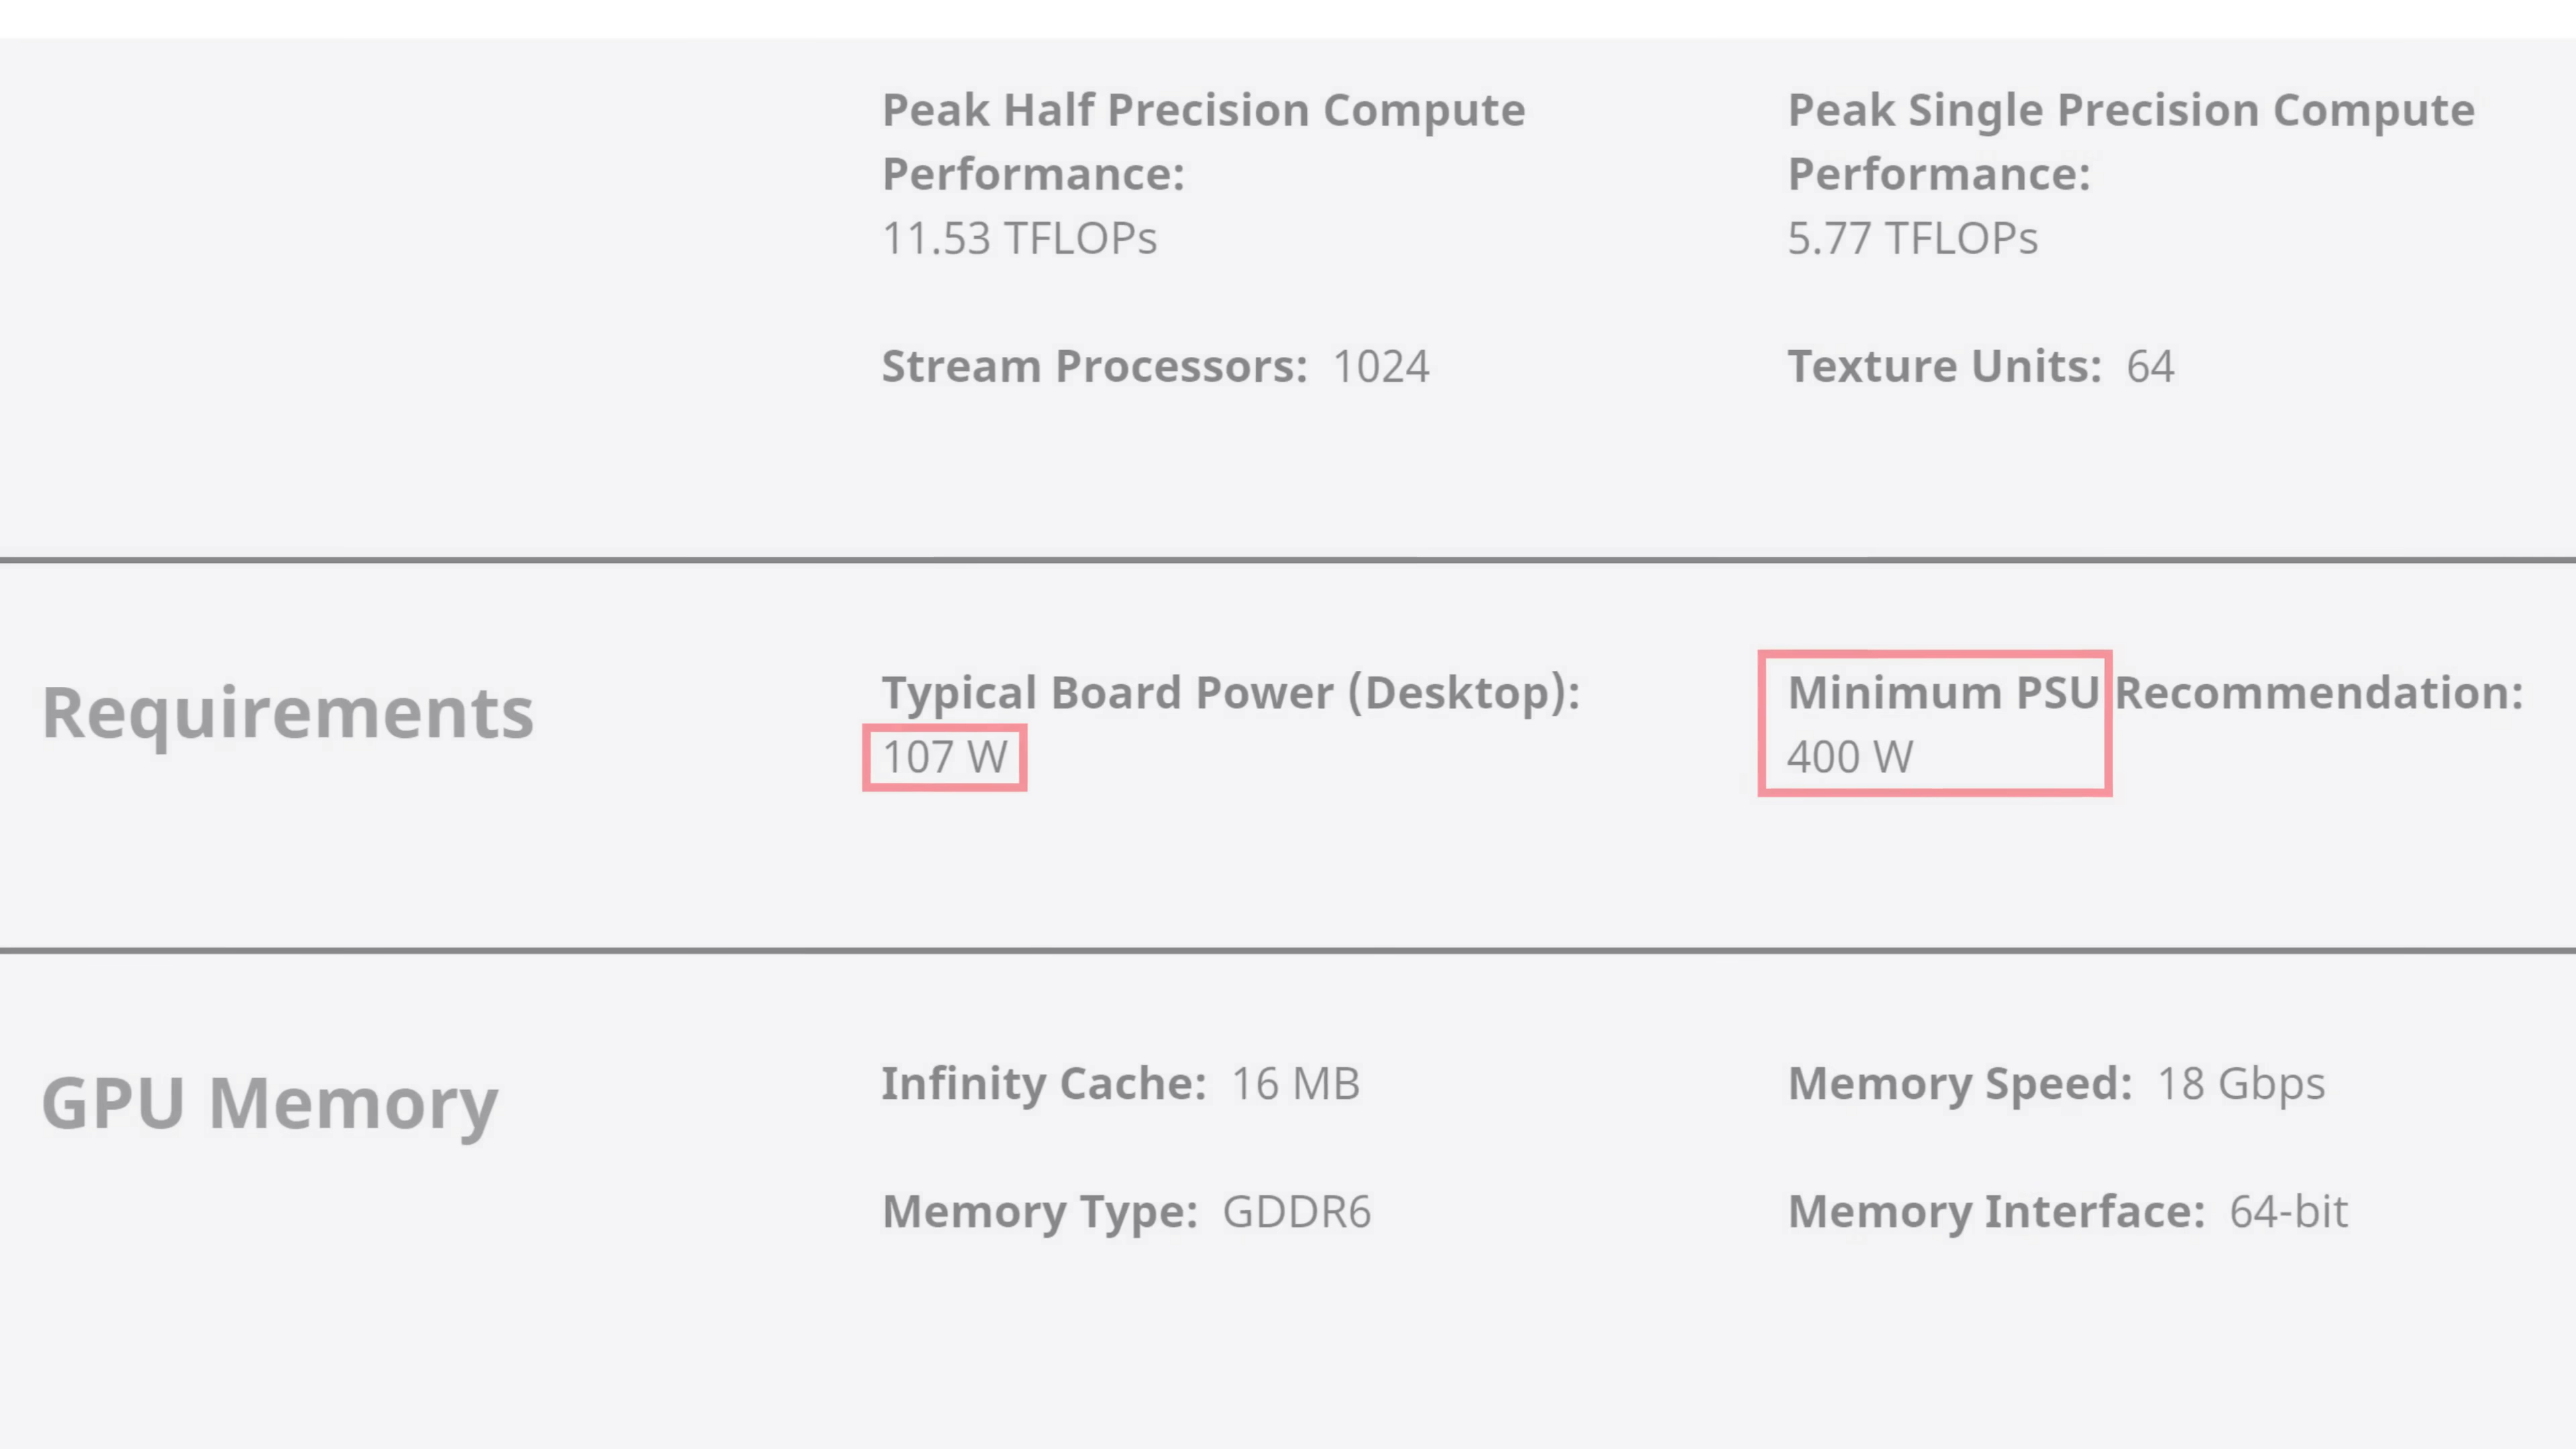 Peak Half Precision Compute
Performance:
11.53 TFLOPs
Peak Single Precision Compute
Performance:
5.77 TFLOPs
Stream Processors: 1024
Texture Units: 64
Requirements
Typical Board Power (Desktop):
107 W
Minimum PSU Recommendation:
400 W
GPU Memory
Infinity Cache: 16 MB
Memory Speed: 18 Gbps
Memory Type: GDDR6
Memory Interface: 64-bit